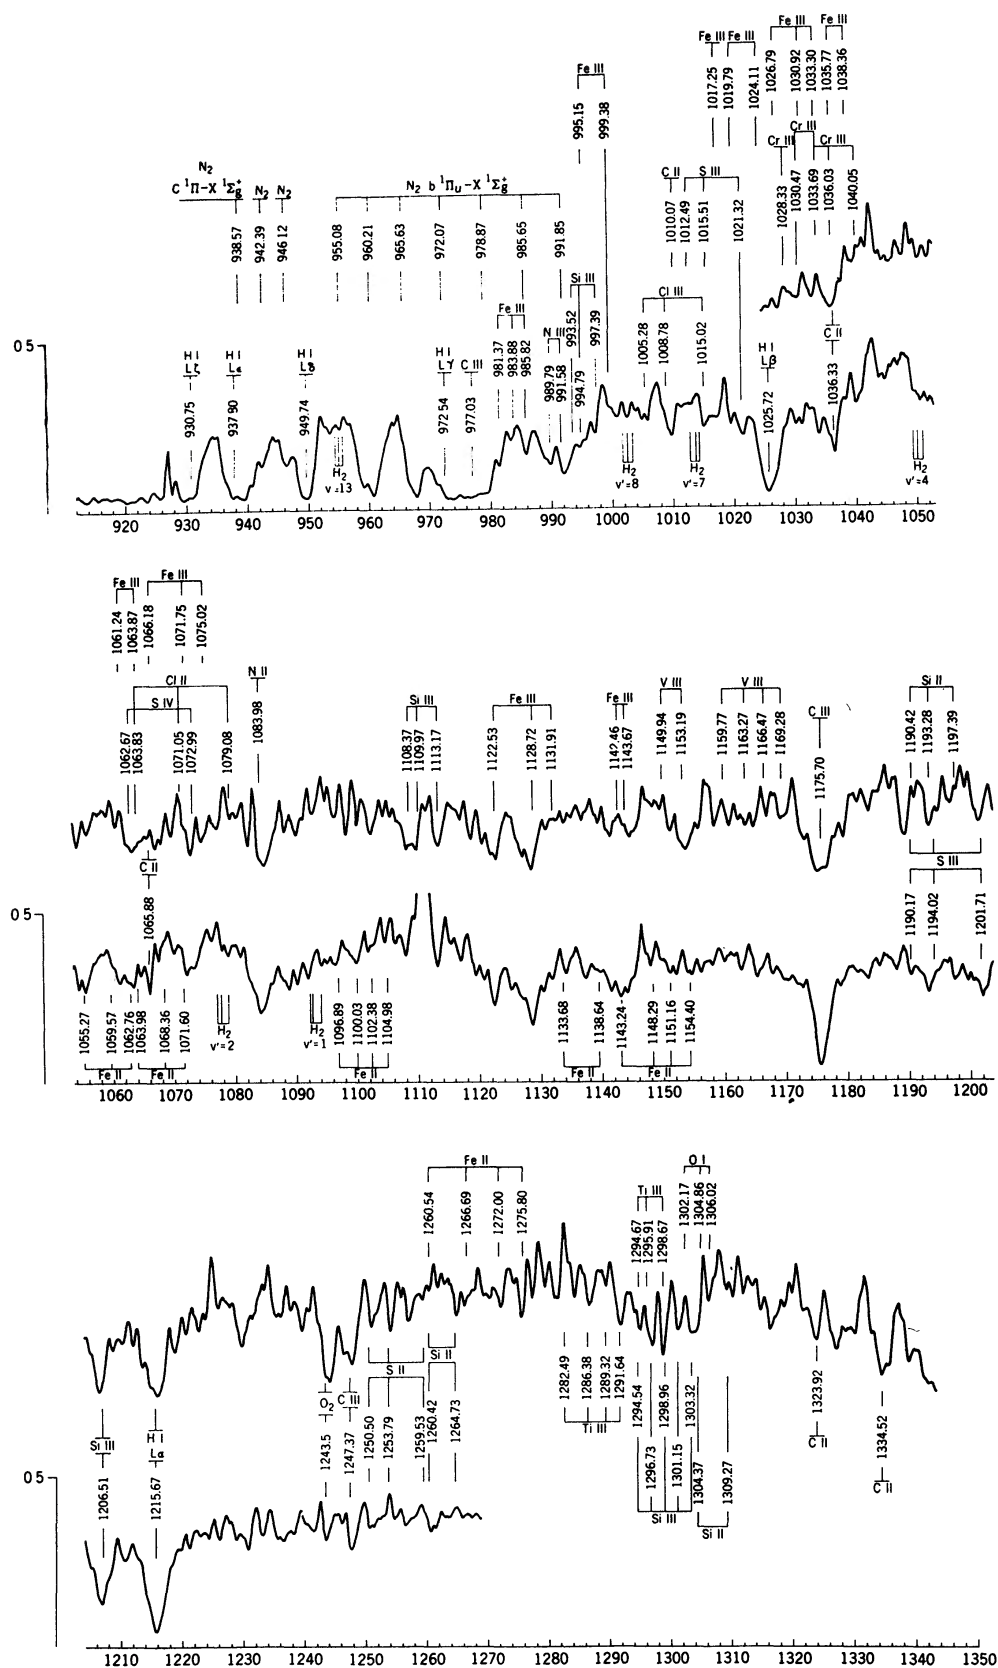 Fe III
Fe III Fe III Fe III Fe III
1017.25 1019.79 1024.11 1026.79 1030.92 1033.30 1035.77 1038.36
995.15 999.38
Cr III
Cr III Cr III
N2
C ¹Π–X ¹Σg⁺ N2 N2
N2 b ¹Πu–X ¹Σg⁺
C II S III
1028.33 1030.47 1033.69 1036.03 1040.05
938.57 942.39 946 12 955.08 960.21 965.63 972.07 978.87 985.65 991.85
1010.07 1012.49 1015.51 1021.32
Si III
Fe III
N III 993.52 994.79 997.39
Cl III
C II
0 5
H I Lζ H I Lε H I Lδ H I Lγ C III
981.37 983.88 985.82 989.79 991.58
1005.28 1008.78 1015.02
H I Lβ
1036.33
930.75 937 80 949.74 972 54 977.03
1025.72
H2 v'=13 H2 v'=8 H2 v'=7 H2 v'=4
920 930 940 950 960 970 980 990 1000 1010 1020 1030 1040 1050
Fe III Fe III
1061.24 1063.87 1066.18 1071.75 1075.02
Cl II N II
S IV
Si III Fe III Fe III V III V III C III Si II
1062.67 1063.83 1071.05 1072.99 1079.08 1083.98
1108.37 1109.97 1113.17 1122.53 1128.72 1131.91 1142.46 1143.67 1149.94 1153.19 1159.77 1163.27 1166.47 1169.28 1175.70 1190.42 1193.28 1197.39
C II S III
0 5
1065.88 1190.17 1194.02 1201.71
1055.27 1059.57 1062.76 1063.98 1068.36 1071.60
H2 v'=2 H2 v'=1
1096.89 1100.03 1102.38 1104.98 1133.68 1138.64 1143.24 1148.29 1151.16 1154.40
Fe II Fe II Fe II Fe II Fe II
1060 1070 1080 1090 1100 1110 1120 1130 1140 1150 1160 1170 1180 1190 1200
Fe II O I
Ti III
1260.54 1266.69 1272.00 1275.80 1294.67 1295.91 1298.67 1302.17 1304.86 1306.02
Si II
S II
O2 C III
1282.49 1286.38 1289.32 1291.64
Ti III
1294.54 1298.96 1303.32 1323.92
Si III H I Lα
1243.5 1247.37 1250.50 1253.79 1259.53 1260.42 1264.73
C II
0 5
1206.51 1215.67
1296.73 1301.15 1304.37 1309.27
1334.52
C II
Si III
Si II
1210 1220 1230 1240 1250 1260 1270 1280 1290 1300 1310 1320 1330 1340 1350